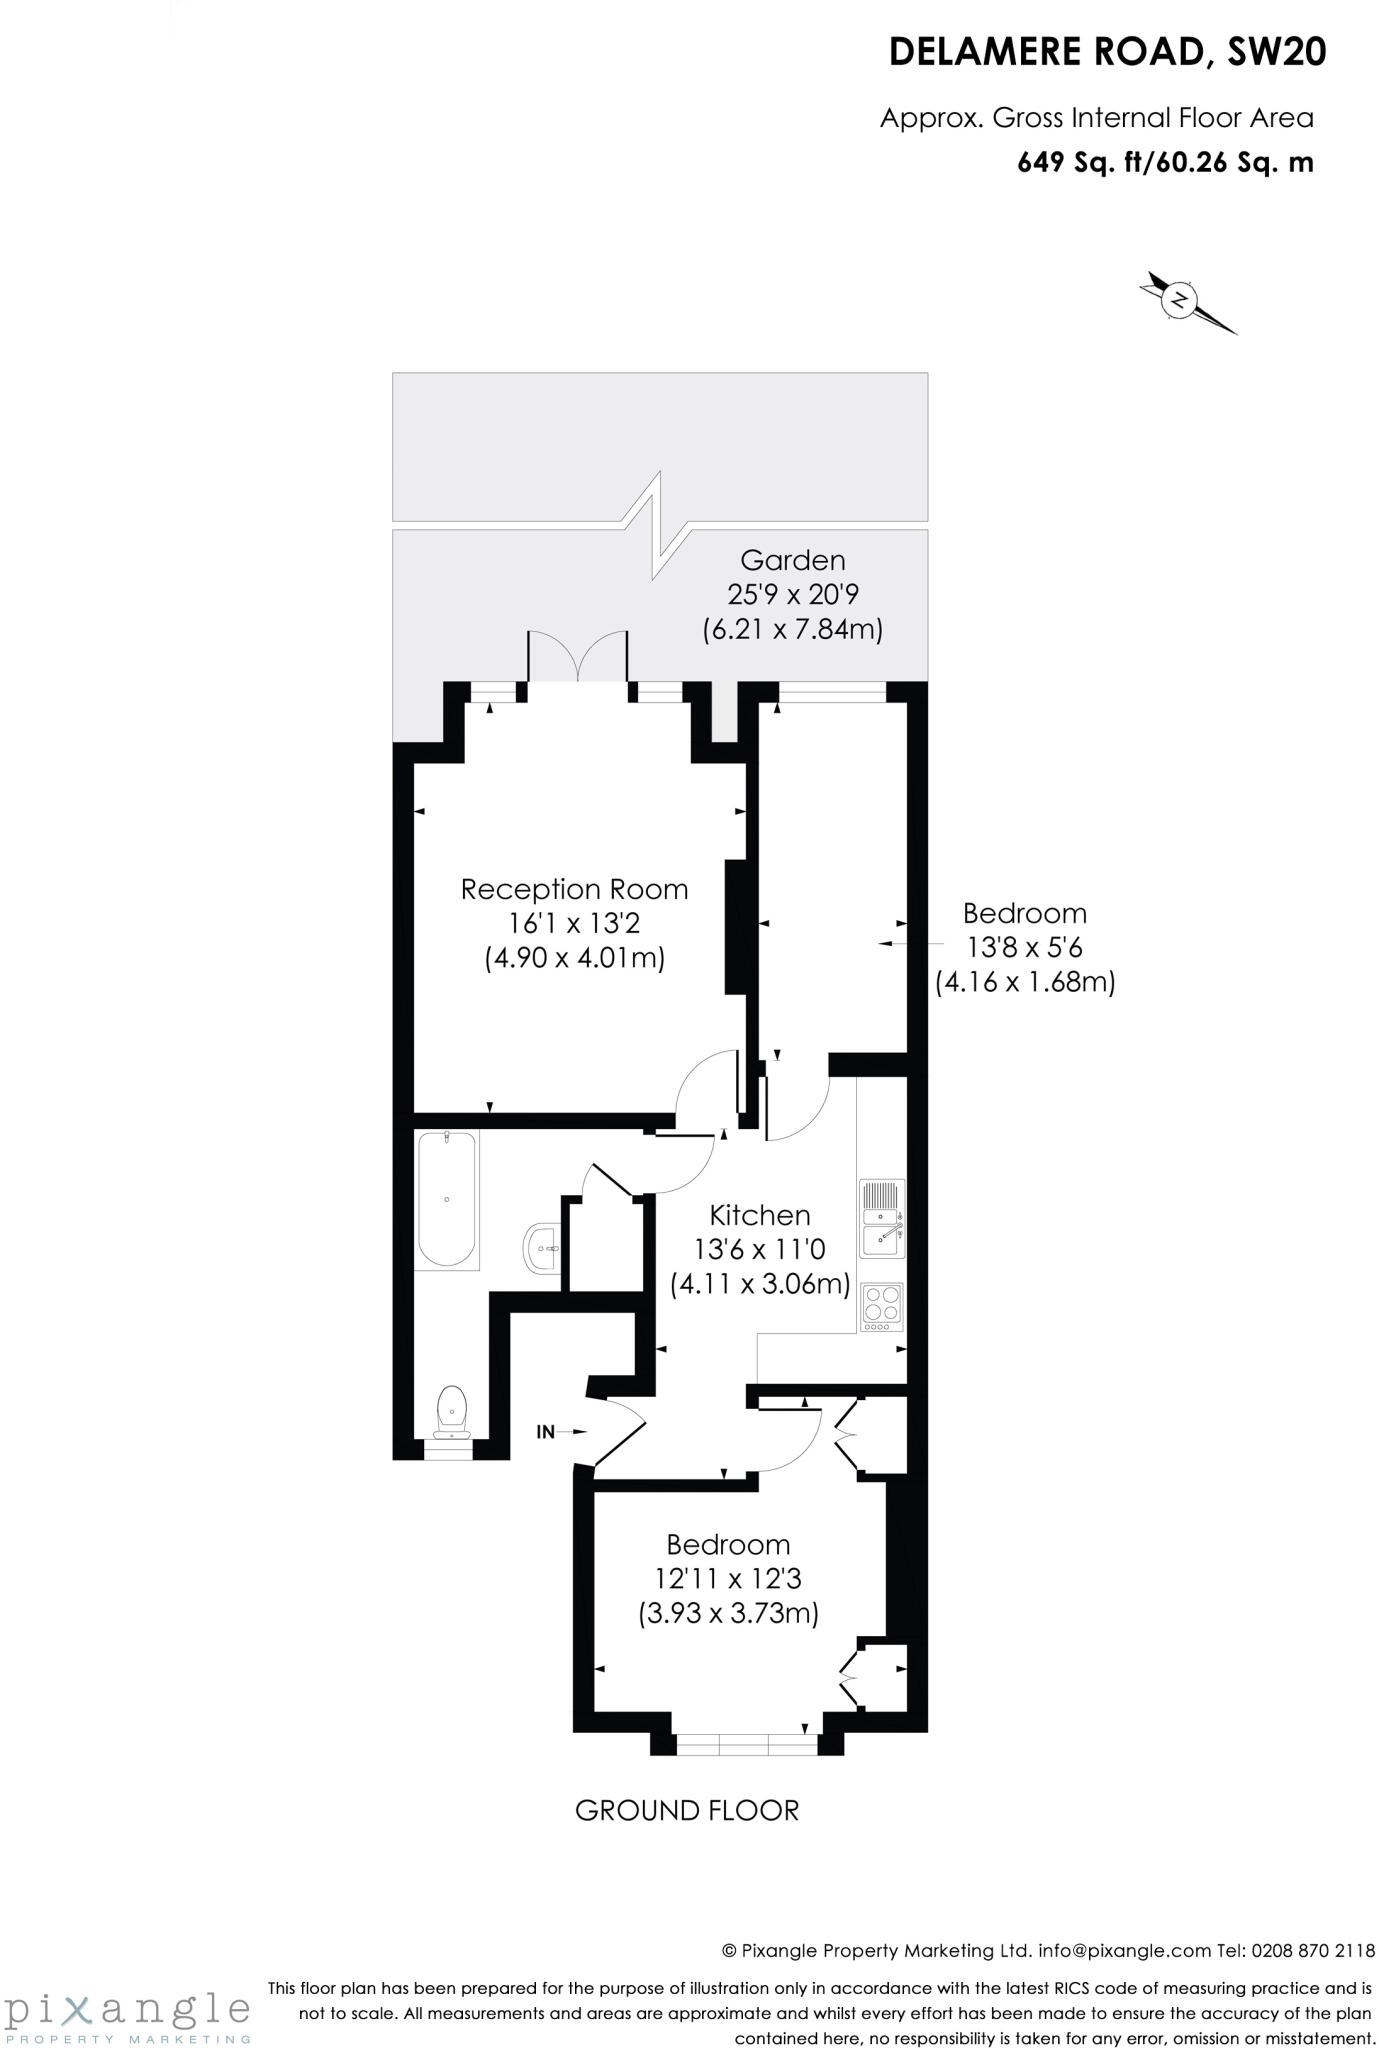 DELAMERE ROAD, SW20
Approx. Gross Internal Floor Area
649 Sq. ft/60.26 Sq. m
N
Garden
25'9 x 20'9
(6.21 x 7.84m)
Reception Room
16'1 x 13'2
(4.90 x 4.01m)
Bedroom
13'8 x 5'6
(4.16 x 1.68m)
Kitchen
13'6 x 11'0
(4.11 x 3.06m)
IN
Bedroom
12'11 x 12'3
(3.93 x 3.73m)
GROUND FLOOR
© Pixangle Property Marketing Ltd. info@pixangle.com Tel: 0208 870 2118
This floor plan has been prepared for the purpose of illustration only in accordance with the latest RICS code of measuring practice and is
not to scale. All measurements and areas are approximate and whilst every effort has been made to ensure the accuracy of the plan
contained here, no responsibility is taken for any error, omission or misstatement.
pixangle
PROPERTY MARKETING